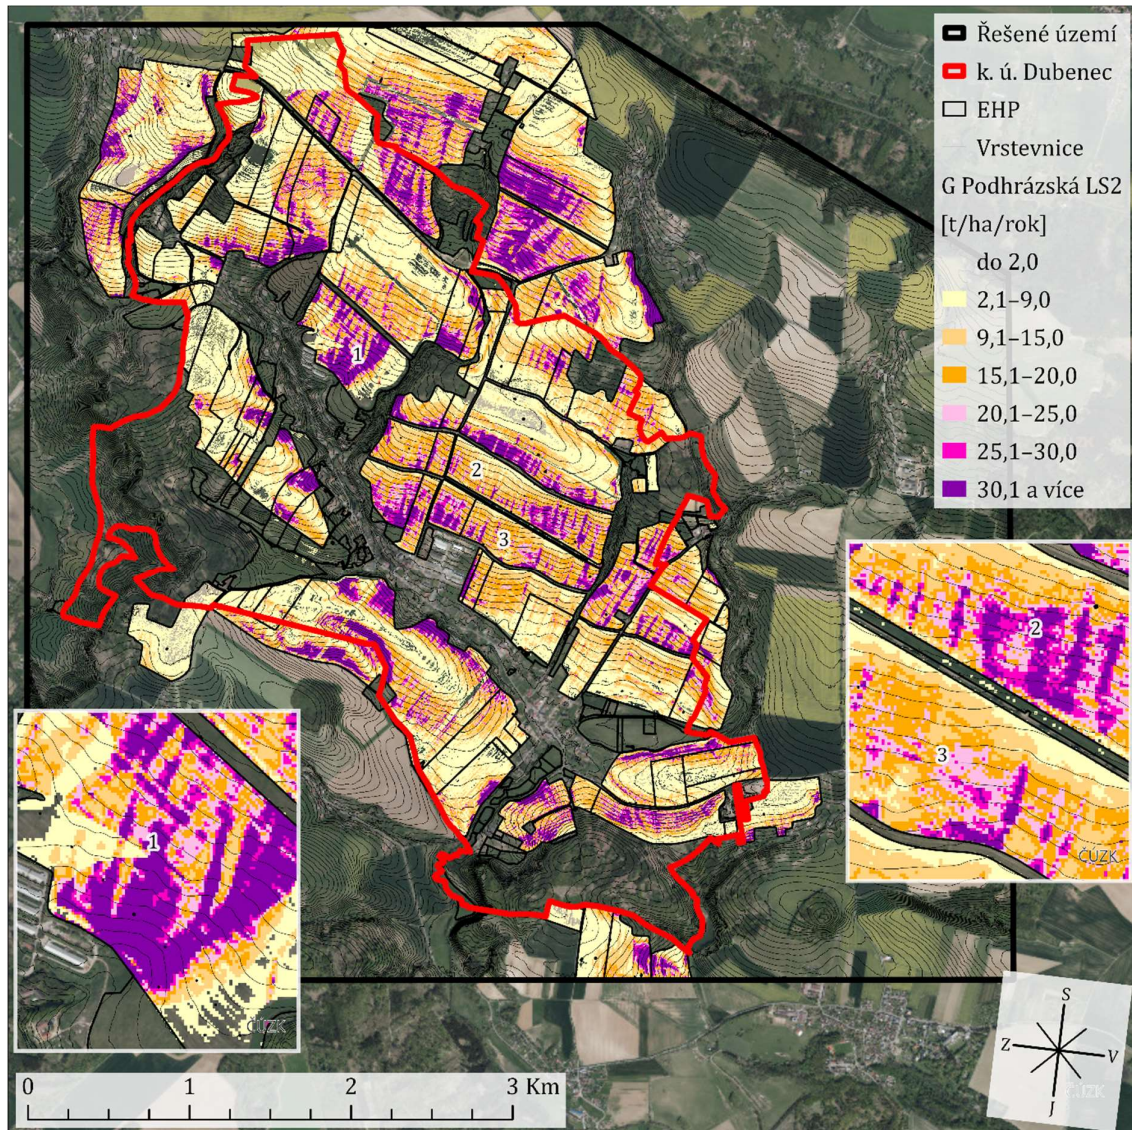 Řešené území
k. ú. Dubenec
EHP
Vrstevnice
G Podhrázská LS2
[t/ha/rok]
do 2,0
2,1–9,0
9,1–15,0
15,1–20,0
20,1–25,0
25,1–30,0
30,1 a více
1
2
3
2
3
ČÚZK
1
ČÚZK
0 1 2 3 Km
S
Z V
J
ČÚZK